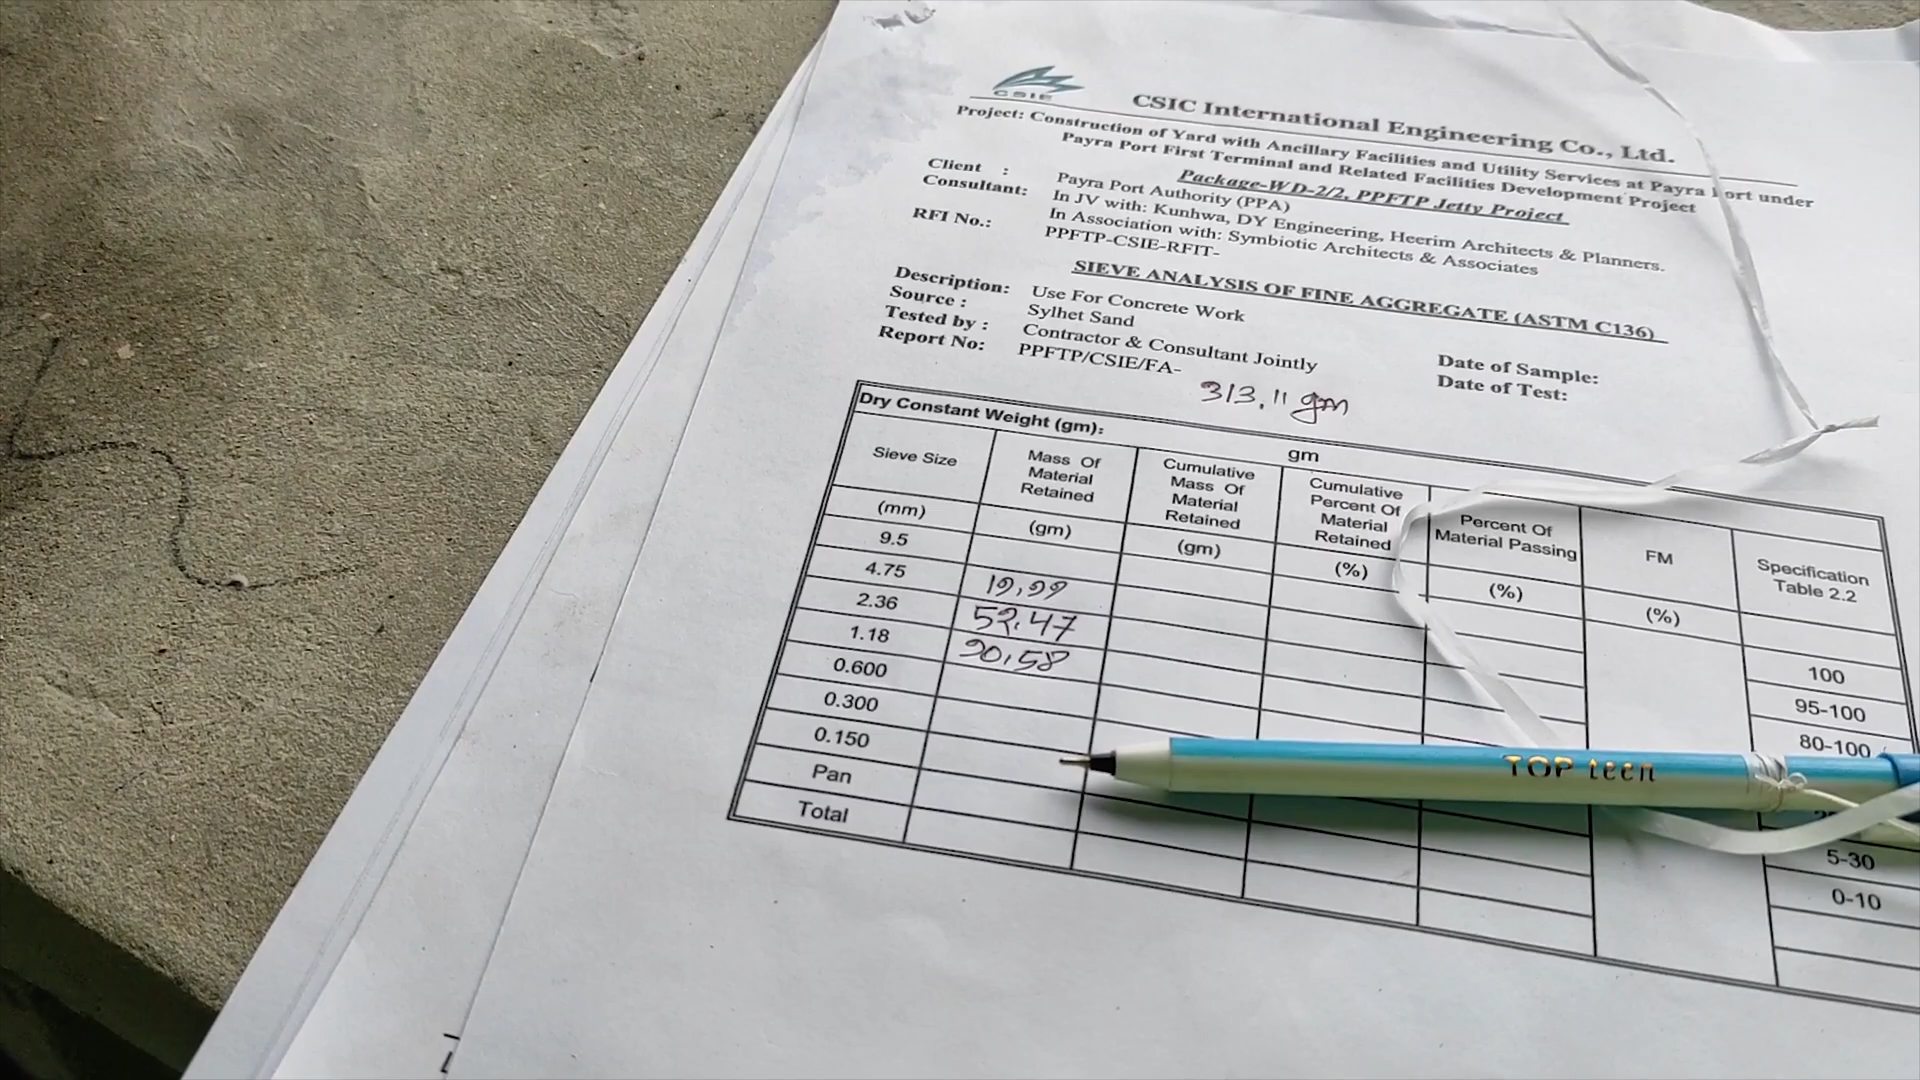 CSIE
CSIC International Engineering Co., Ltd.
Project: Construction of Yard with Ancillary Facilities and Utility Services at Payra Port under
Payra Port First Terminal and Related Facilities Development Project
Package-WD-2/2, PPFTP Jetty Project
Client : Payra Port Authority (PPA)
Consultant: In JV with: Kunhwa, DY Engineering, Heerim Architects & Planners.
In Association with: Symbiotic Architects & Associates
RFI No.: PPFTP-CSIE-RFIT-
SIEVE ANALYSIS OF FINE AGGREGATE (ASTM C136)
Description: Use For Concrete Work
Source : Sylhet Sand
Tested by : Contractor & Consultant Jointly
Report No: PPFTP/CSIE/FA-
Date of Sample:
Date of Test:
313.11 gm
Dry Constant Weight (gm): gm
Sieve Size Mass Of Material Retained Cumulative Mass Of Material Retained Cumulative Percent Of Material Retained Percent Of Material Passing FM Specification Table 2.2
(mm) (gm) (gm) (%) (%) (%)
9.5 100
4.75 95-100
2.36 52.47 80-100
1.18
0.600
0.300 5-30
0.150 0-10
Pan
Total
TOP teen